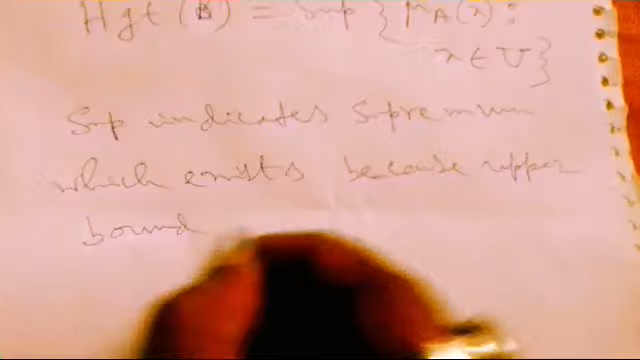 Hgt (B) = Sup { μA(x) :
x ∈ U }
Sup indicates Supremum
which exists because upper
bound